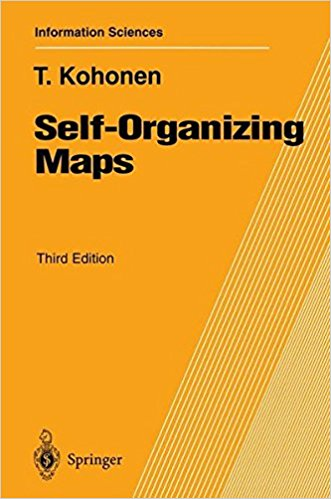 Information Sciences
T. Kohonen
Self-Organizing
Maps
Third Edition
Springer